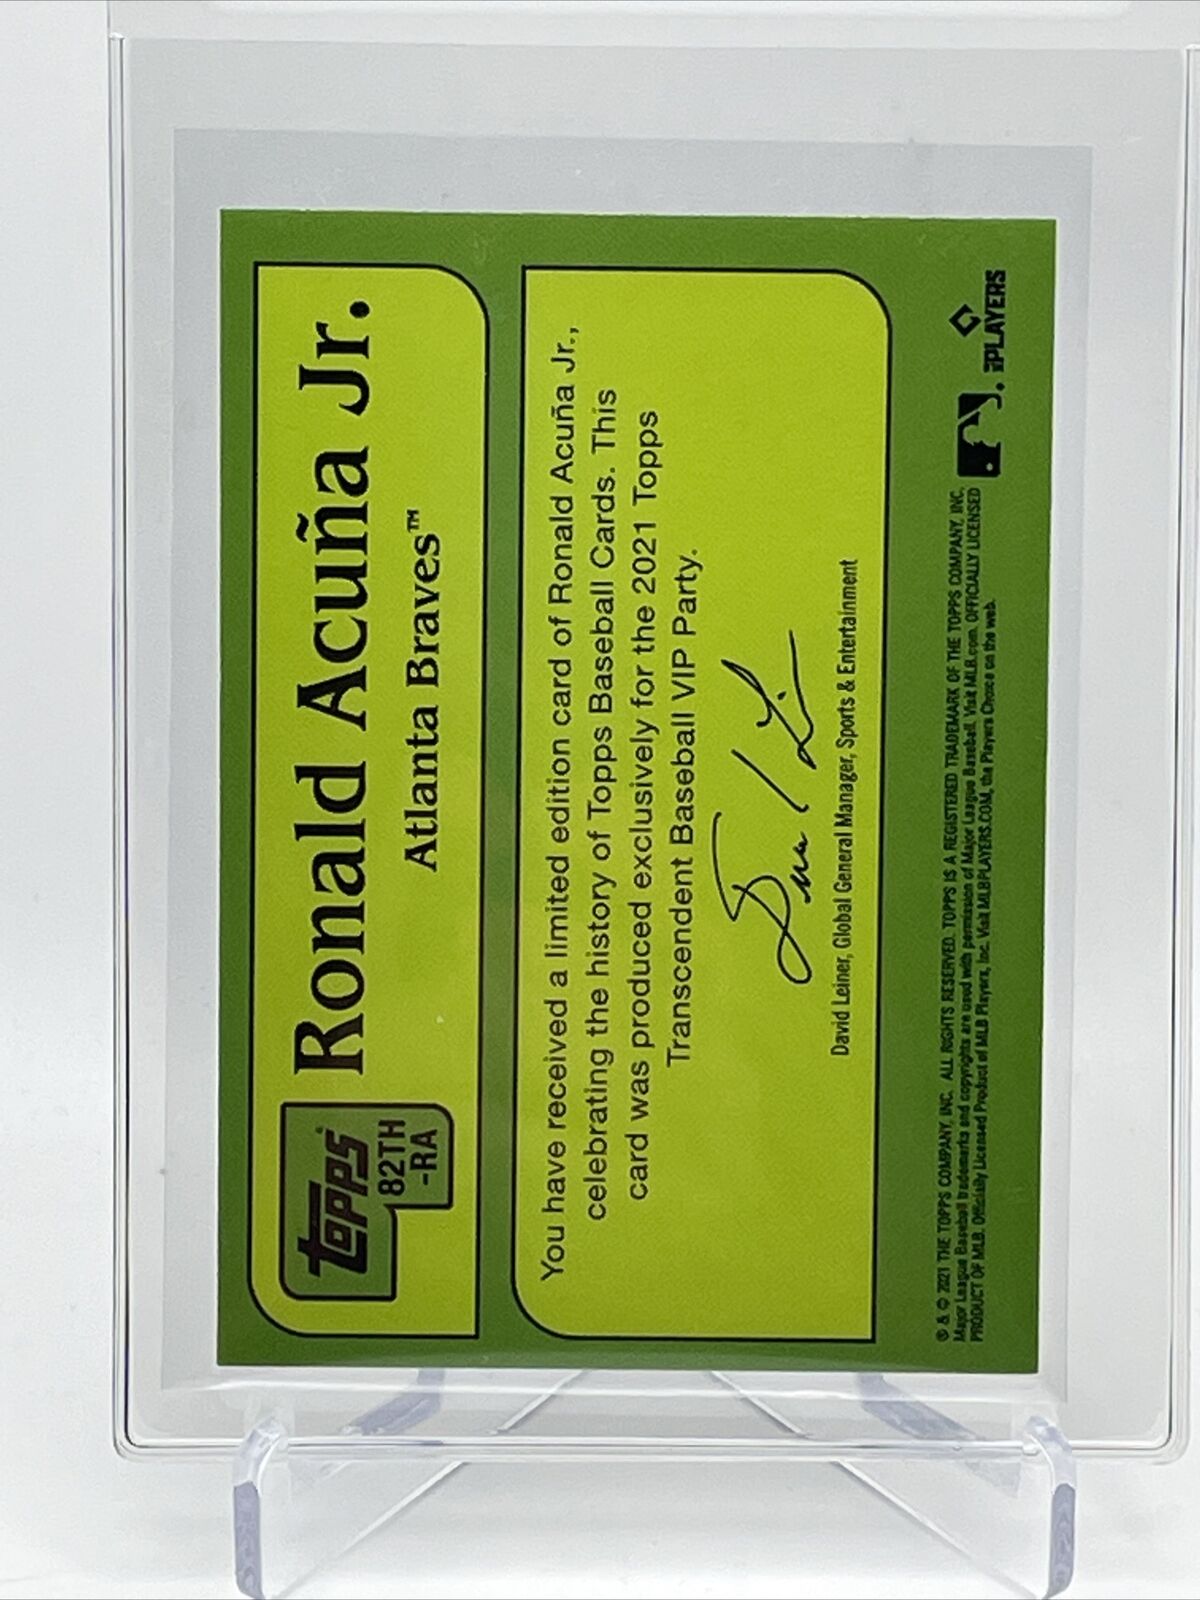 Topps
82TH
-RA
Ronald Acuña Jr.
Atlanta Braves™
You have received a limited edition card of Ronald Acuña Jr.,
celebrating the history of Topps Baseball Cards. This
card was produced exclusively for the 2021 Topps
Transcendent Baseball VIP Party.
David Leiner, Global General Manager, Sports & Entertainment
® & © 2021 THE TOPPS COMPANY, INC. ALL RIGHTS RESERVED. TOPPS IS A REGISTERED TRADEMARK OF THE TOPPS COMPANY, INC.
Major League Baseball trademarks and copyrights are used with permission of Major League Baseball. Visit MLB.com. OFFICIALLY LICENSED
PRODUCT OF MLB. Officially Licensed Product of MLB Players, Inc. Visit MLBPLAYERS.COM, the Players Choice on the web.
PLAYERS